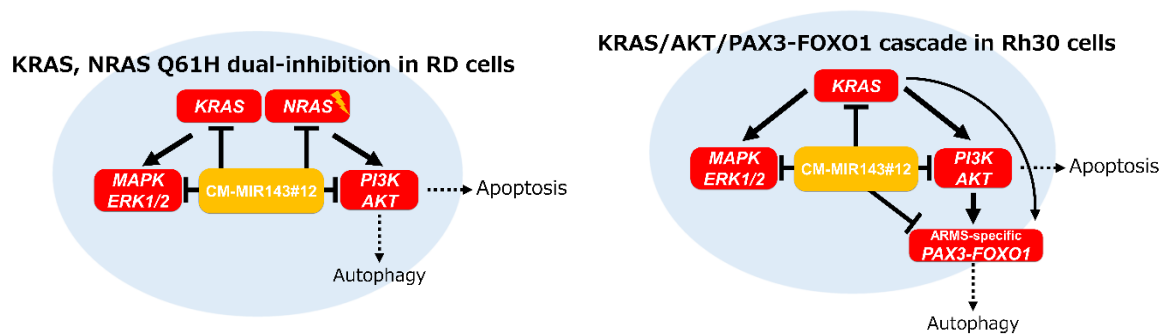 KRAS, NRAS Q61H dual-inhibition in RD cells
KRAS
NRAS
MAPK
ERK1/2
CM-MIR143#12
PI3K
AKT
Apoptosis
Autophagy
KRAS/AKT/PAX3-FOXO1 cascade in Rh30 cells
KRAS
MAPK
ERK1/2
CM-MIR143#12
PI3K
AKT
Apoptosis
ARMS-specific
PAX3-FOXO1
Autophagy